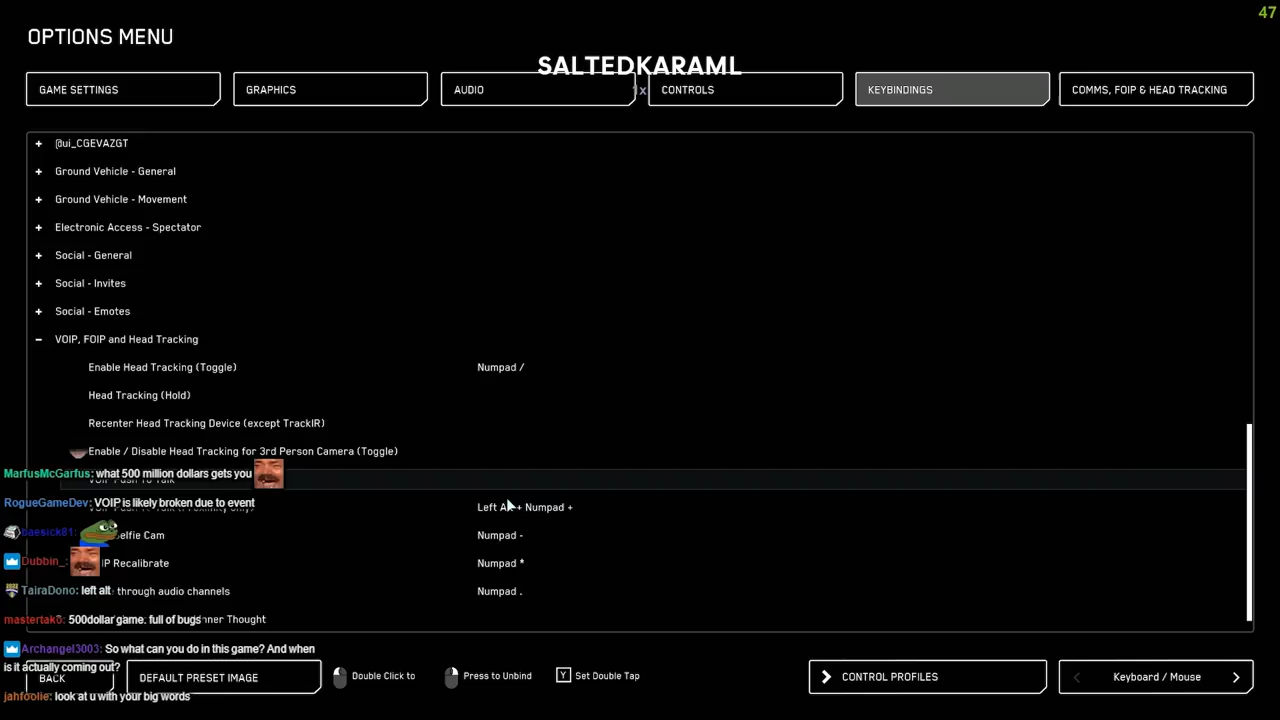 47
OPTIONS MENU
SALTEDKARAML
GAME SETTINGS
GRAPHICS
AUDIO
CONTROLS
KEYBINDINGS
COMMS, FOIP & HEAD TRACKING
+ @ui_CGEVAZGT
+ Ground Vehicle - General
+ Ground Vehicle - Movement
+ Electronic Access - Spectator
+ Social - General
+ Social - Invites
+ Social - Emotes
- VOIP, FOIP and Head Tracking
Enable Head Tracking (Toggle) Numpad /
Head Tracking (Hold)
Recenter Head Tracking Device (except TrackIR)
Enable / Disable Head Tracking for 3rd Person Camera (Toggle)
MarfusMcGarfus: what 500 million dollars gets you
RogueGameDev: VOIP is likely broken due to event
Left + Numpad +
baesick81: elfie Cam Numpad -
Dubbin_: P Recalibrate Numpad *
TairaDono: left alt through audio channels Numpad .
mastertak0: 500dollar game. full of bugs nner Thought
Archangel3003: So what can you do in this game? And when
is it actually coming out?
jahfoolie: look at u with your big words
BACK
DEFAULT PRESET IMAGE
Double Click to
Press to Unbind
Y Set Double Tap
CONTROL PROFILES
Keyboard / Mouse